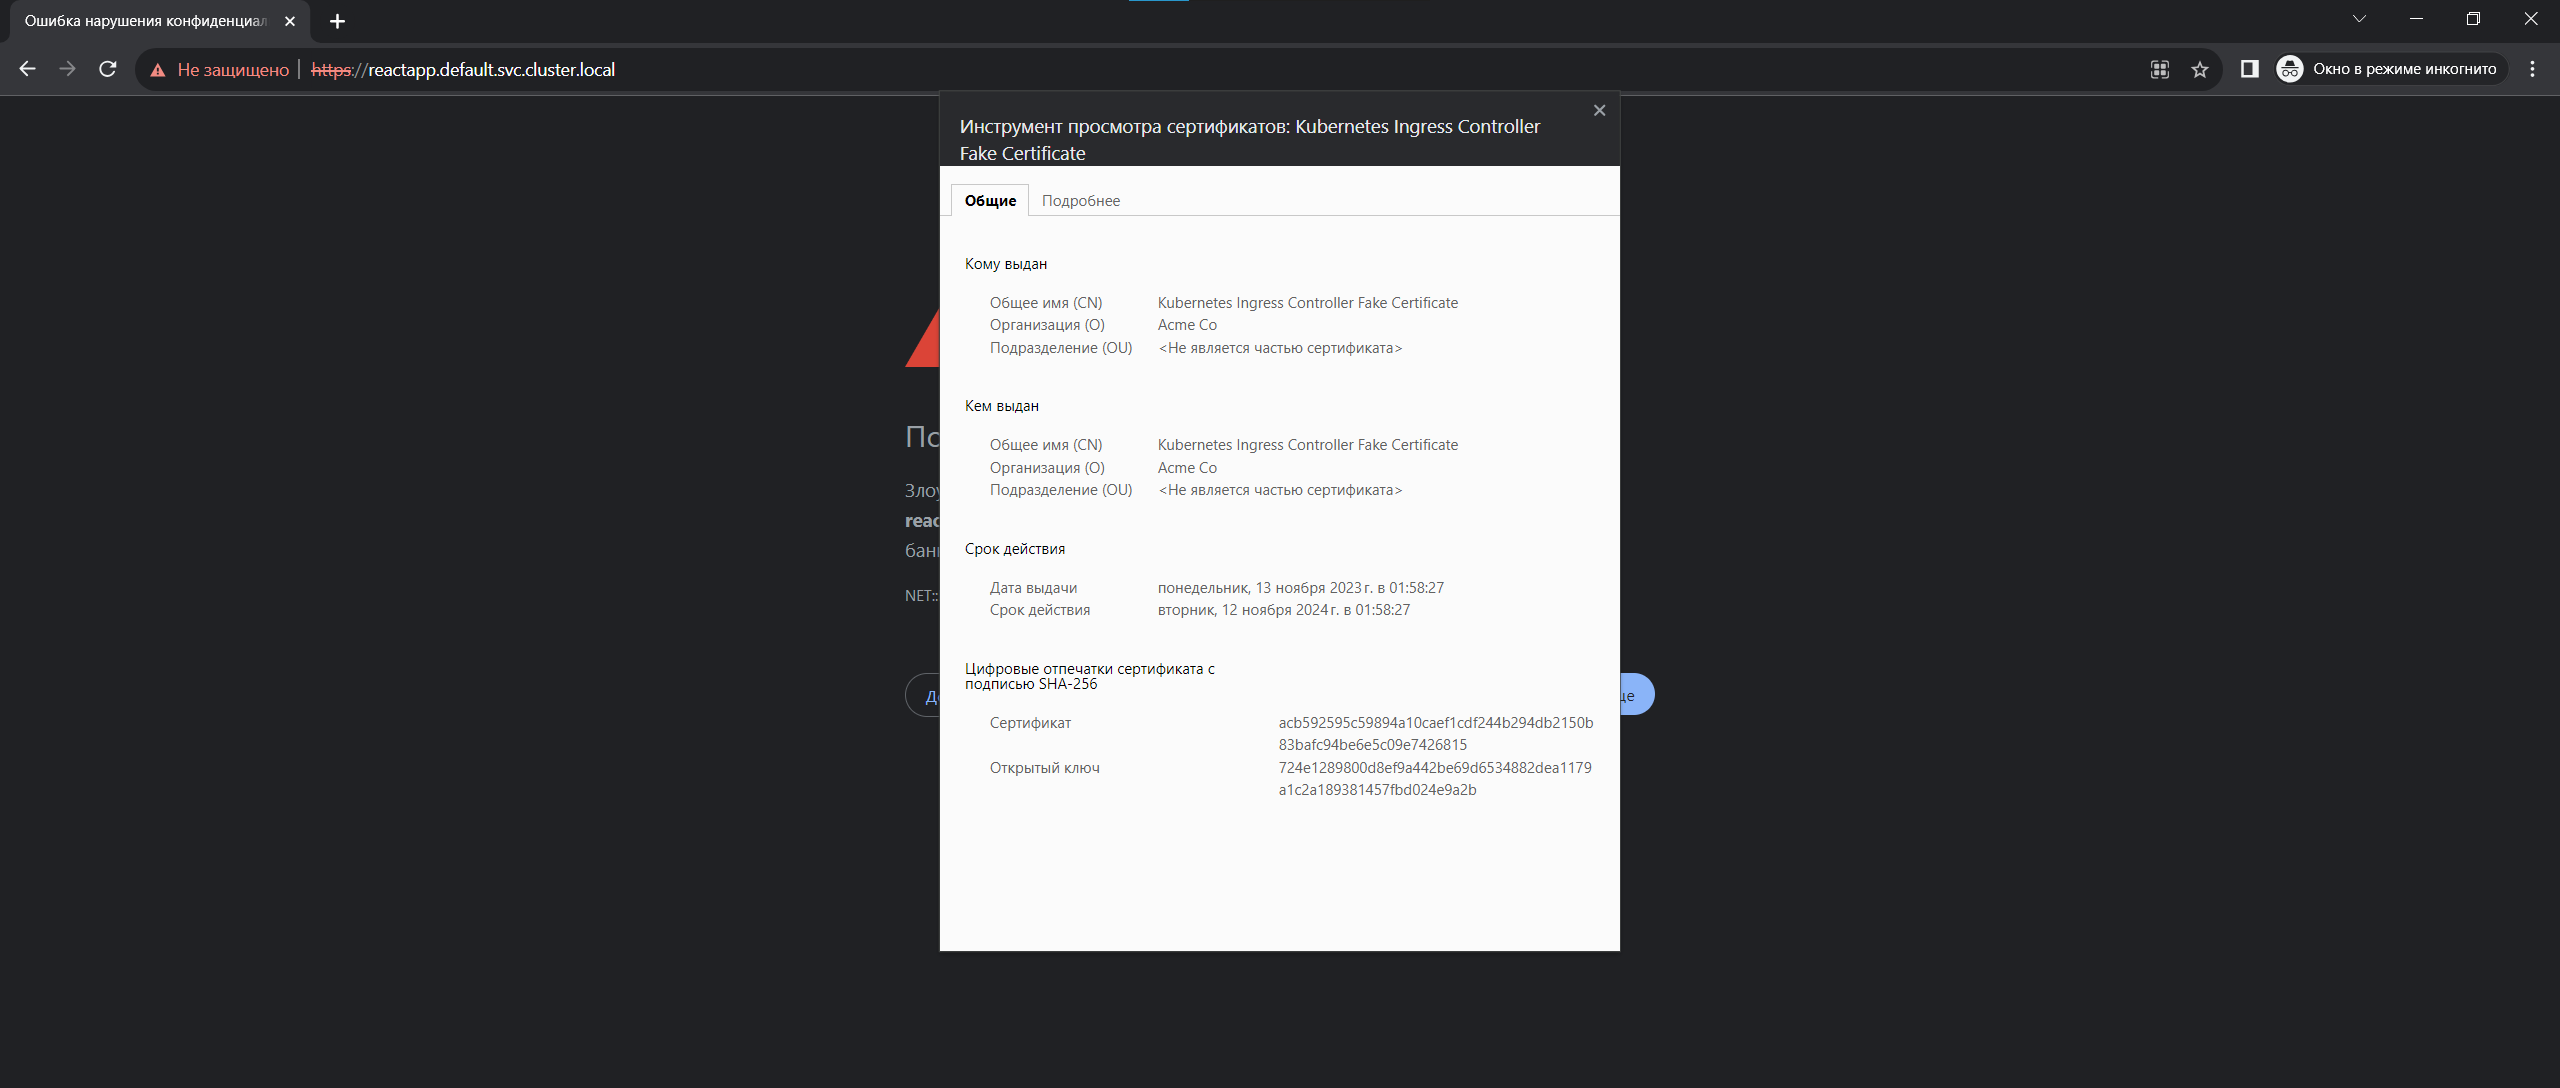 Ошибка нарушения конфиденциал
Не защищено
https://reactapp.default.svc.cluster.local
Окно в режиме инкогнито
Инструмент просмотра сертификатов: Kubernetes Ingress Controller
Fake Certificate
Общие
Подробнее
Кому выдан
Общее имя (CN) Kubernetes Ingress Controller Fake Certificate
Организация (O) Acme Co
Подразделение (OU) <Не является частью сертификата>
Кем выдан
Общее имя (CN) Kubernetes Ingress Controller Fake Certificate
Организация (O) Acme Co
Подразделение (OU) <Не является частью сертификата>
Срок действия
Дата выдачи понедельник, 13 ноября 2023 г. в 01:58:27
Срок действия вторник, 12 ноября 2024 г. в 01:58:27
Цифровые отпечатки сертификата с
подписью SHA-256
Сертификат acb592595c59894a10caef1cdf244b294db2150b
83bafc94be6e5c09e7426815
Открытый ключ 724e1289800d8ef9a442be69d6534882dea1179
a1c2a189381457fbd024e9a2b
По
Злоу
reac
банк
NET::